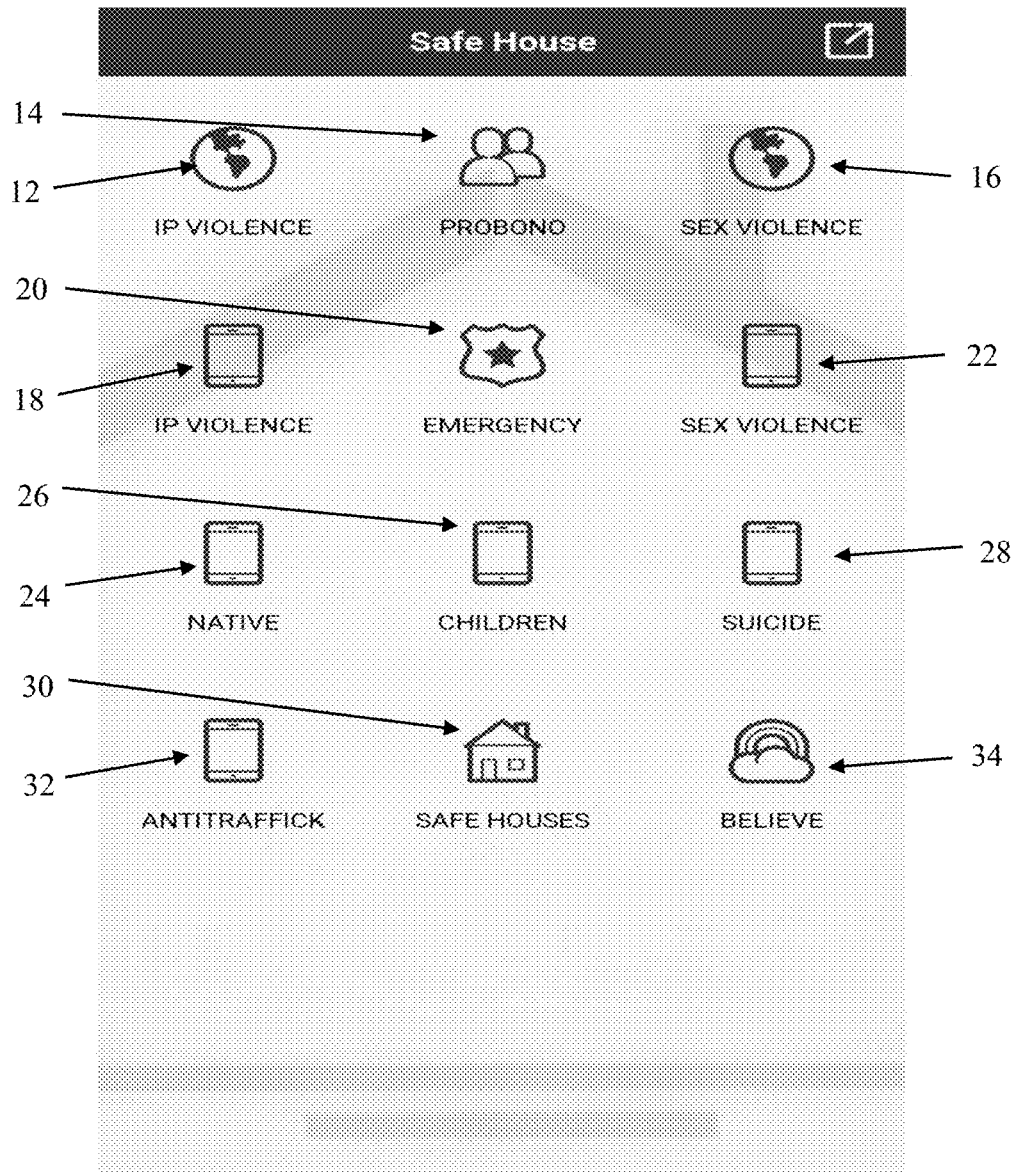 Safe House
14
12
16
IP VIOLENCE
PROBONO
SEX VIOLENCE
20
18
22
IP VIOLENCE
EMERGENCY
SEX VIOLENCE
26
24
28
NATIVE
CHILDREN
SUICIDE
30
32
34
ANTITRAFFICK
SAFE HOUSES
BELIEVE